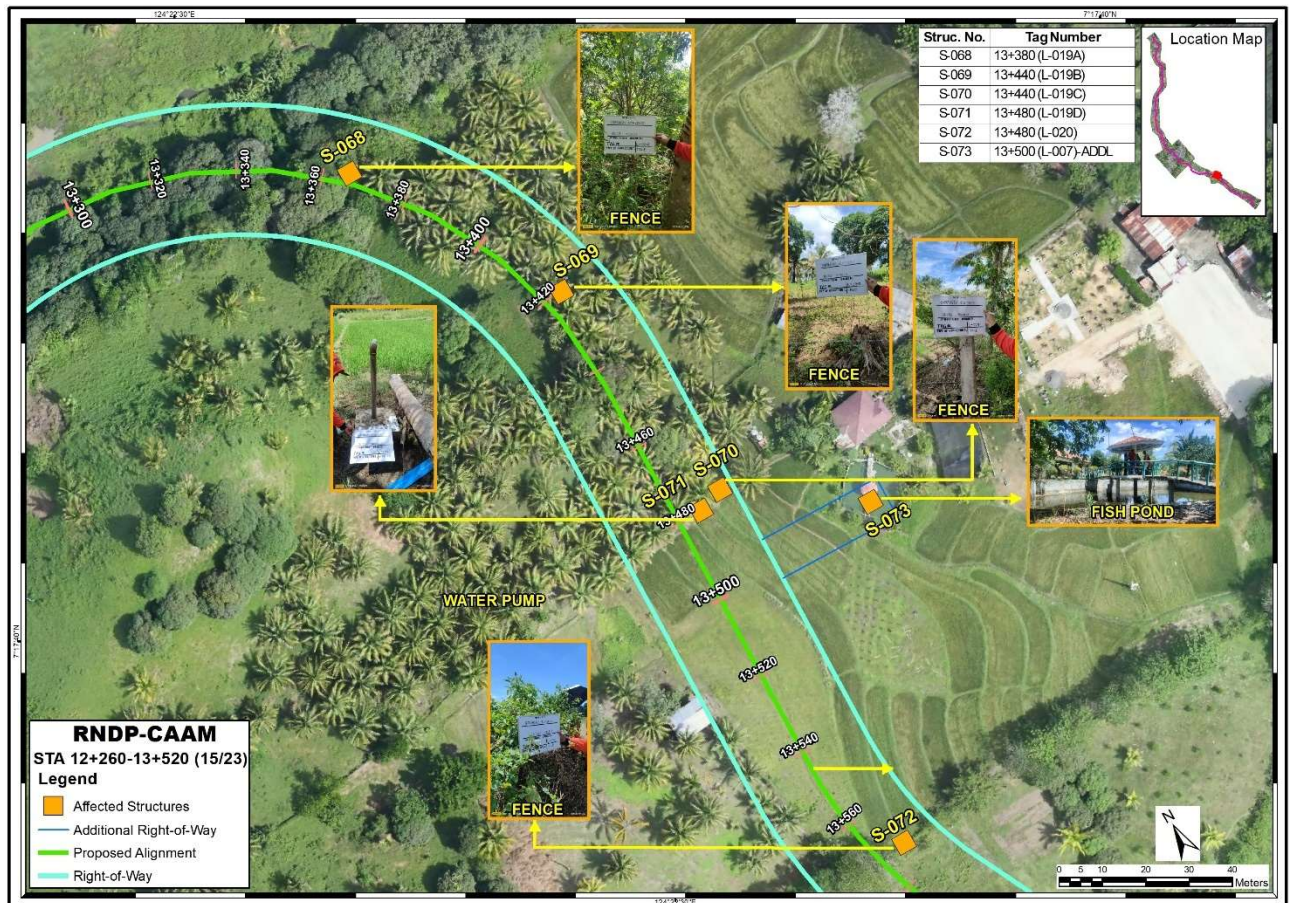 124°22'30"E
7°17'40"N
Struc. No. Tag Number
S-068 13+380 (L-019A)
S-069 13+440 (L-019B)
S-070 13+440 (L-019C)
S-071 13+480 (L-019D)
S-072 13+480 (L-020)
S-073 13+500 (L-007)-ADDL
Location Map
S-068
13+300
13+320
13+340
13+360
13+380
FENCE
13+400
S-069
13+420
FENCE
FENCE
13+460
S-070
S-071
13+480
S-073
FISH POND
13+500
WATER PUMP
13+520
13+540
FENCE
13+560
S-072
7°17'40"N
RNDP-CAAM
STA 12+260-13+520 (15/23)
Legend
Affected Structures
Additional Right-of-Way
Proposed Alignment
Right-of-Way
N
0 5 10 20 30 40
Meters